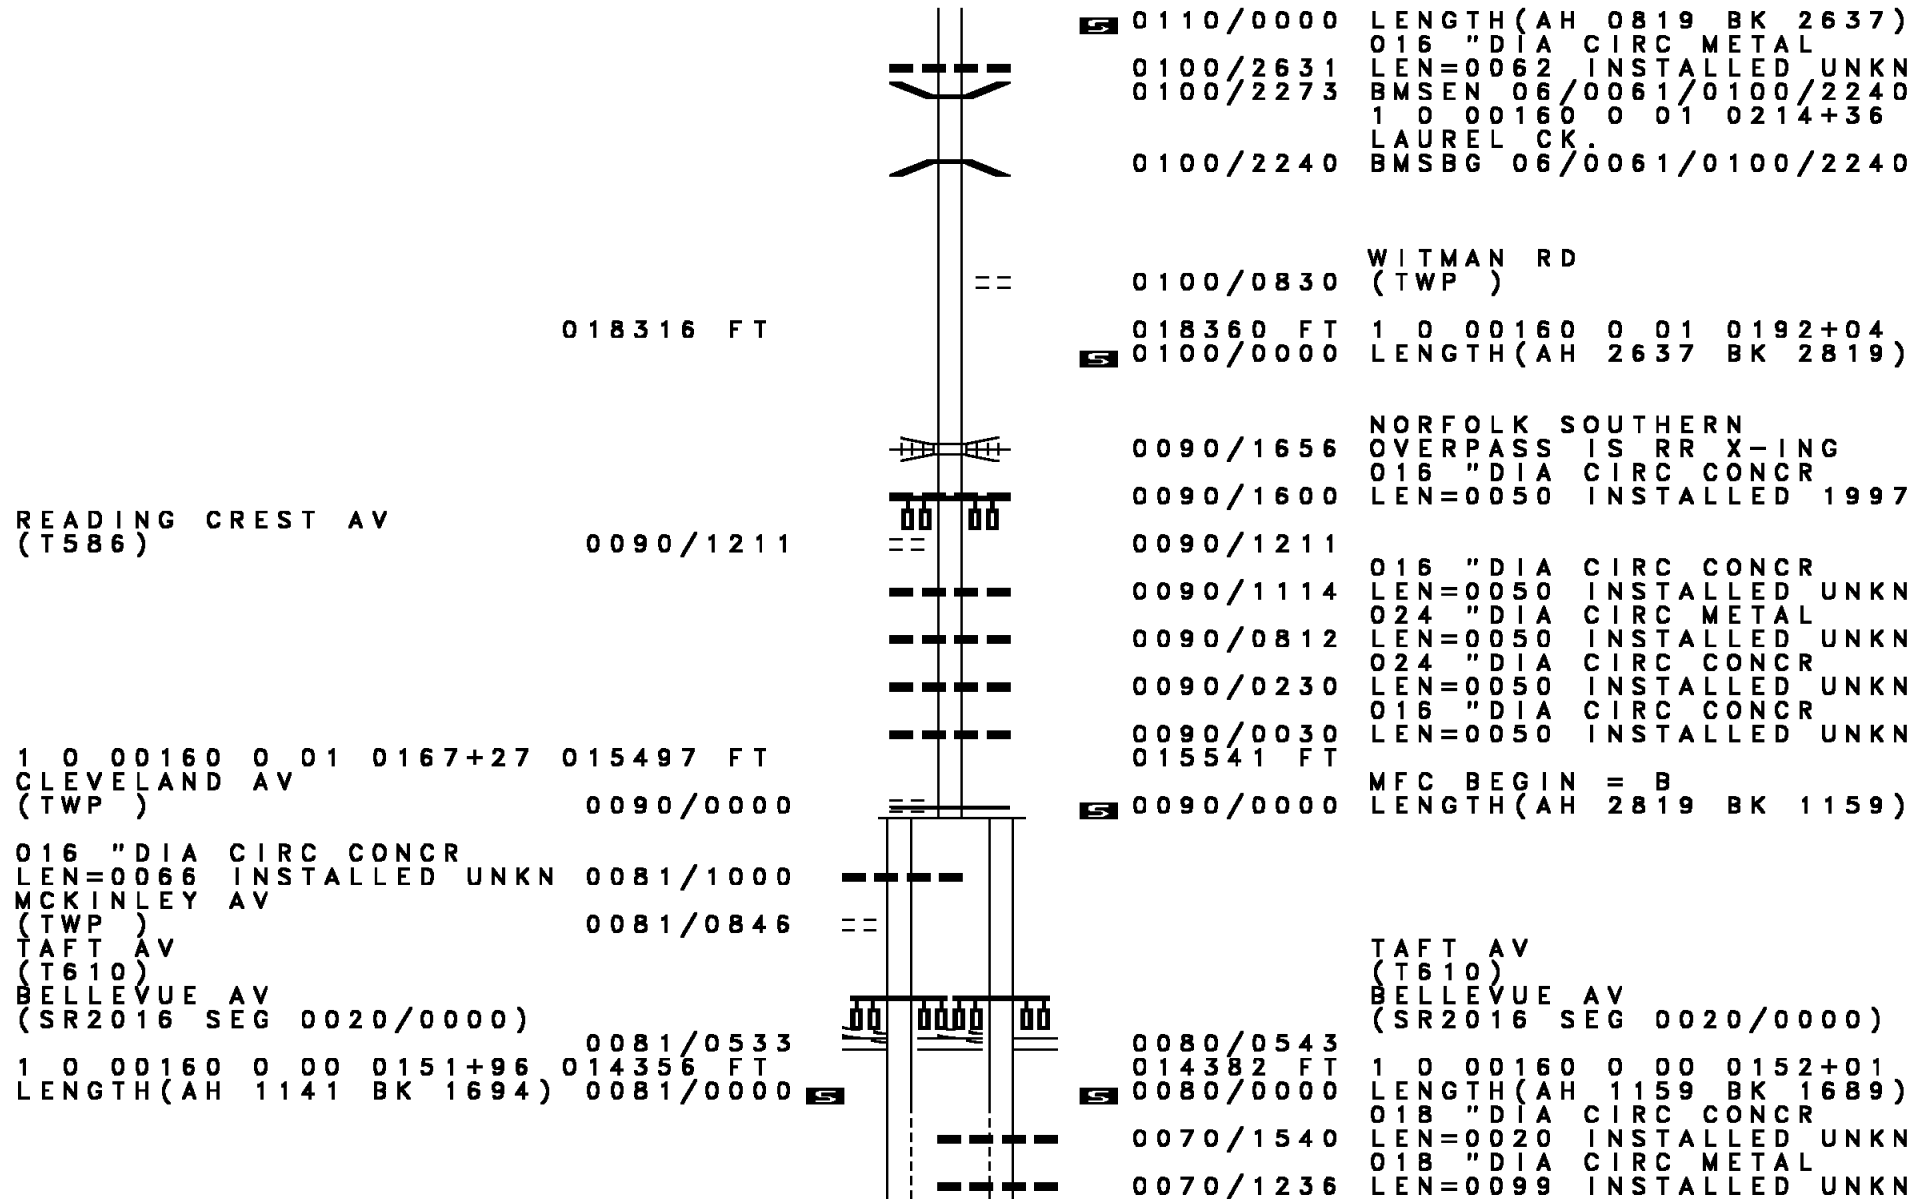 0110/0000 LENGTH(AH 0819 BK 2637)
016 "DIA CIRC METAL
0100/2631 LEN=0062 INSTALLED UNKN
0100/2273 BMSEN 06/0061/0100/2240
1 0 00160 0 01 0214+36
LAUREL CK.
0100/2240 BMSBG 06/0061/0100/2240
WITMAN RD
0100/0830 (TWP )
018316 FT 018360 FT 1 0 00160 0 01 0192+04
S 0100/0000 LENGTH(AH 2637 BK 2819)
NORFOLK SOUTHERN
0090/1656 OVERPASS IS RR X-ING
016 "DIA CIRC CONCR
0090/1600 LEN=0050 INSTALLED 1997
READING CREST AV
(T586) 0090/1211 0090/1211
016 "DIA CIRC CONCR
0090/1114 LEN=0050 INSTALLED UNKN
024 "DIA CIRC METAL
0090/0812 LEN=0050 INSTALLED UNKN
024 "DIA CIRC CONCR
0090/0230 LEN=0050 INSTALLED UNKN
016 "DIA CIRC CONCR
0090/0030 LEN=0050 INSTALLED UNKN
1 0 00160 0 01 0167+27 015497 FT 015541 FT
CLEVELAND AV MFC BEGIN = B
(TWP ) 0090/0000 S 0090/0000 LENGTH(AH 2819 BK 1159)
016 "DIA CIRC CONCR
LEN=0066 INSTALLED UNKN 0081/1000
MCKINLEY AV
(TWP ) 0081/0846
TAFT AV TAFT AV
(T610) (T610)
BELLEVUE AV BELLEVUE AV
(SR2016 SEG 0020/0000) (SR2016 SEG 0020/0000)
0081/0533 0080/0543
1 0 00160 0 00 0151+96 014356 FT 014382 FT 1 0 00160 0 00 0152+01
LENGTH(AH 1141 BK 1694) 0081/0000 S S 0080/0000 LENGTH(AH 1159 BK 1689)
018 "DIA CIRC CONCR
0070/1540 LEN=0020 INSTALLED UNKN
018 "DIA CIRC METAL
0070/1236 LEN=0099 INSTALLED UNKN